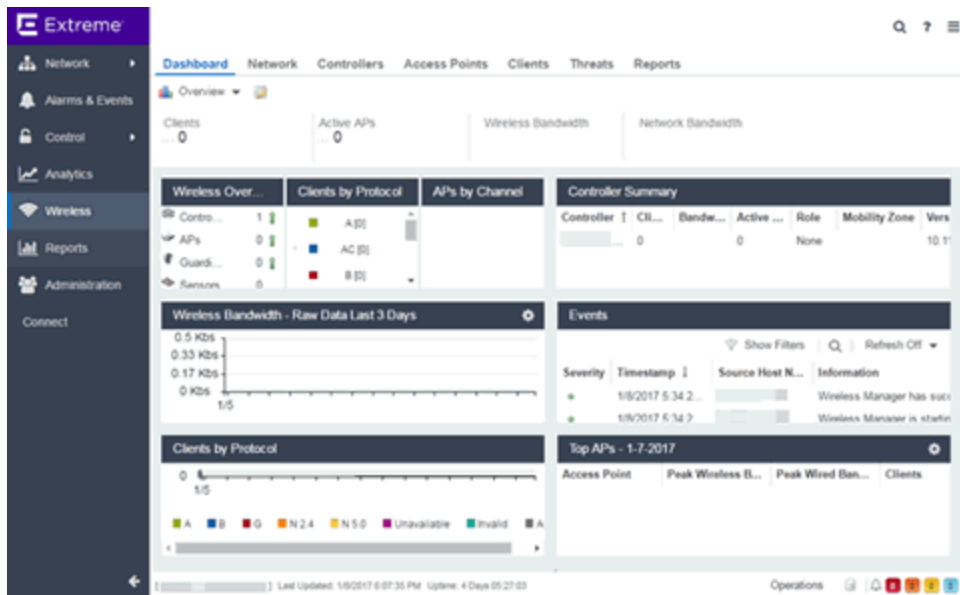 Extreme
Network
Alarms & Events
Control
Analytics
Wireless
Reports
Administration
Connect
Dashboard Network Controllers Access Points Clients Threats Reports
Overview
Clients Active APs Wireless Bandwidth Network Bandwidth
... 0 ... 0
Wireless Over... Clients by Protocol APs by Channel Controller Summary
Contro... 1 A [0] Controller Cli... Bandw... Active ... Role Mobility Zone Vers
APs 0 AC [0] ... 0 0 None 10.1
Guardi... 0 B [0]
Sensors 0
Wireless Bandwidth - Raw Data Last 3 Days Events
0.5 Kbs Show Filters Refresh Off
0.33 Kbs
0.17 Kbs Severity Timestamp Source Host N... Information
0 Kbs 1/8/2017 5:34:2... Wireless Manager has succ
1/5 1/8/2017 5:34:2 Wireless Manager is startin
Clients by Protocol Top APs - 1-7-2017
0 Access Point Peak Wireless B... Peak Wired Ban... Clients
1/5
A B G N 2.4 N 5.0 Unavailable Invalid A
Last Updated: 1/8/2017 6:07:35 PM Uptime: 4 Days 05:27:03 Operations